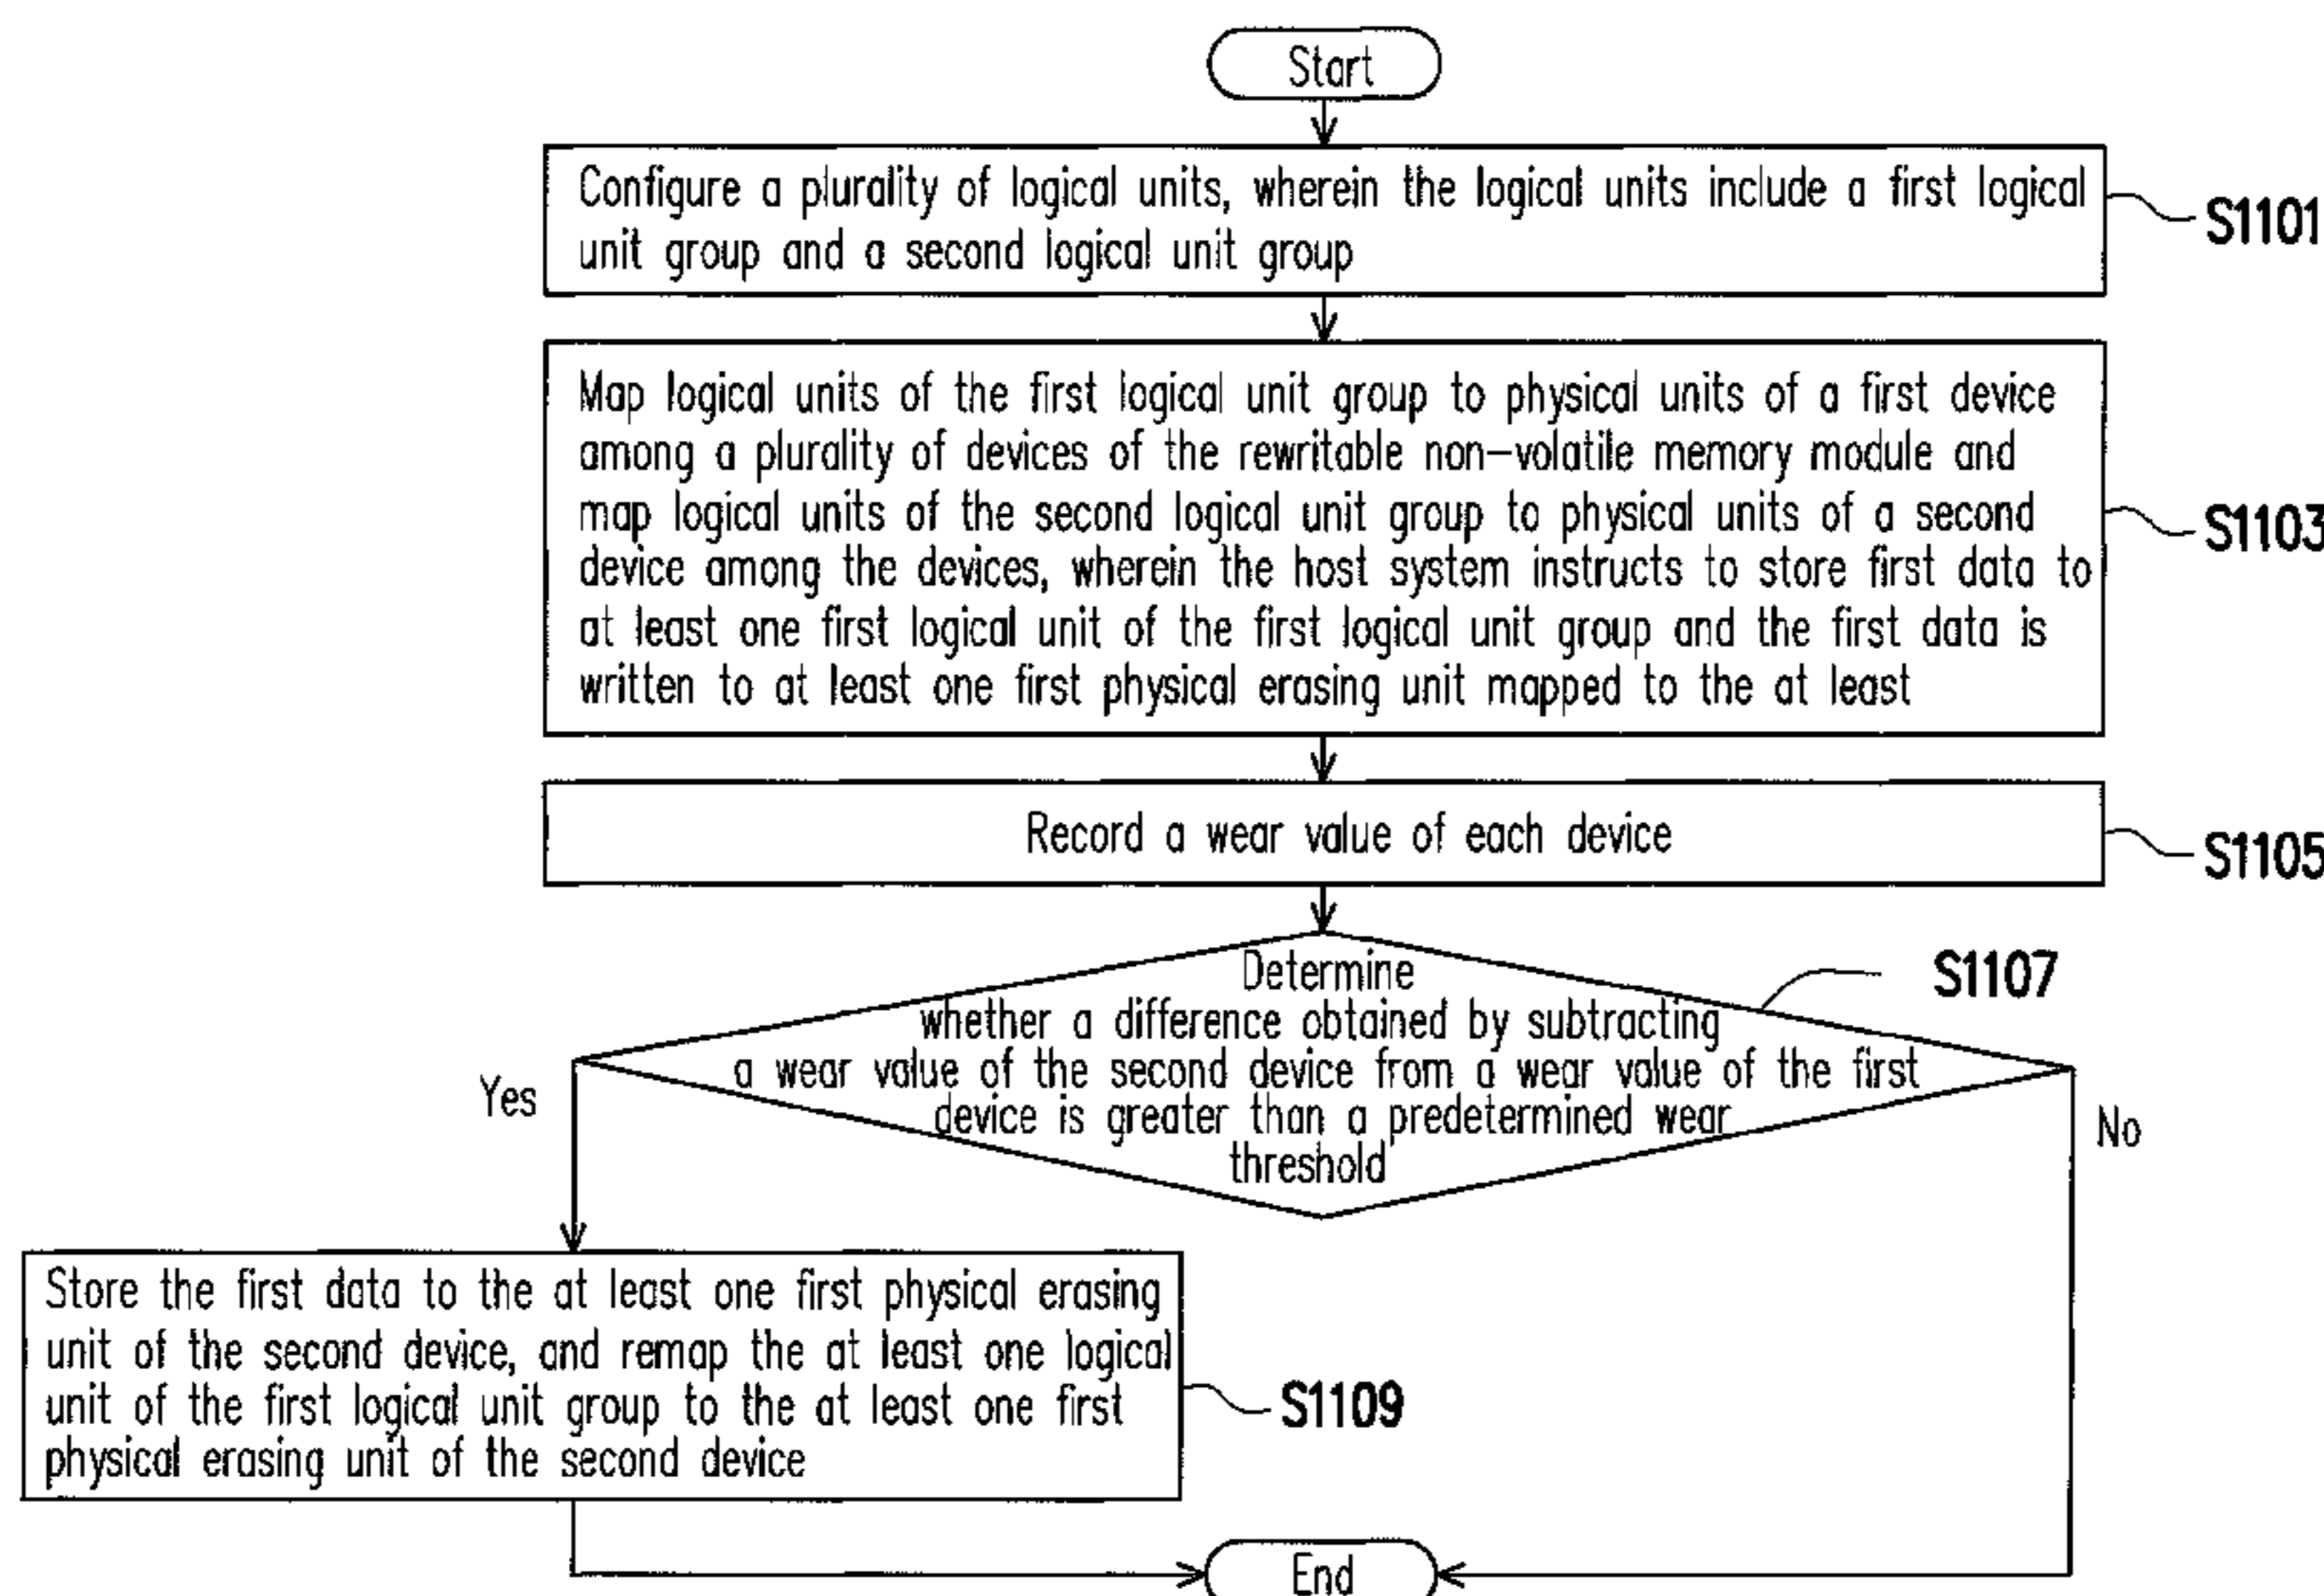 Start
Configure a plurality of logical units, wherein the logical units include a first logical
unit group and a second logical unit group
S1101
Map logical units of the first logical unit group to physical units of a first device
among a plurality of devices of the rewritable non-volatile memory module and
map logical units of the second logical unit group to physical units of a second
device among the devices, wherein the host system instructs to store first data to
at least one first logical unit of the first logical unit group and the first data is
written to at least one first physical erasing unit mapped to the at least
S1103
Record a wear value of each device
S1105
Determine
whether a difference obtained by subtracting
a wear value of the second device from a wear value of the first
device is greater than a predetermined wear
threshold
S1107
Yes
No
Store the first data to the at least one first physical erasing
unit of the second device, and remap the at least one logical
unit of the first logical unit group to the at least one first
physical erasing unit of the second device
S1109
End